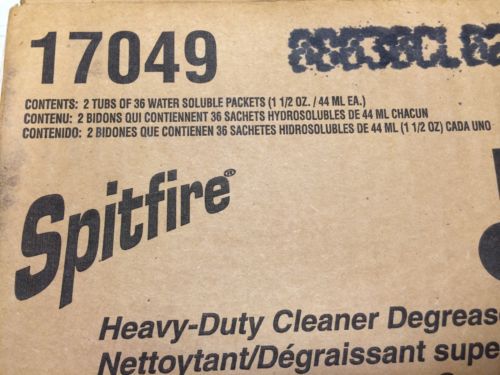 17049 00030CL02
CONTENTS: 2 TUBS OF 36 WATER SOLUBLE PACKETS (1 1/2 OZ. / 44 ML EA.)
CONTENU: 2 BIDONS QUI CONTIENNENT 36 SACHETS HYDROSOLUBLES DE 44 ML CHACUN
CONTENIDO: 2 BIDONES QUE CONTIENEN 36 SACHETES HIDROSOLUBLES DE 44 ML (1 1/2 OZ) CADA UNO
Spitfire®
Heavy-Duty Cleaner Degrease
Nettoytant/Dégraissant supe